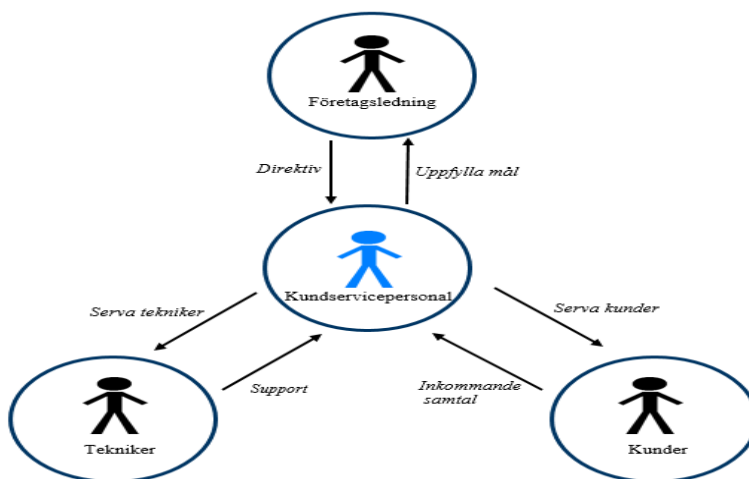 Företagsledning
Direktiv
Uppfylla mål
Kundservicepersonal
Serva tekniker
Serva kunder
Support
Inkommande
samtal
Tekniker
Kunder